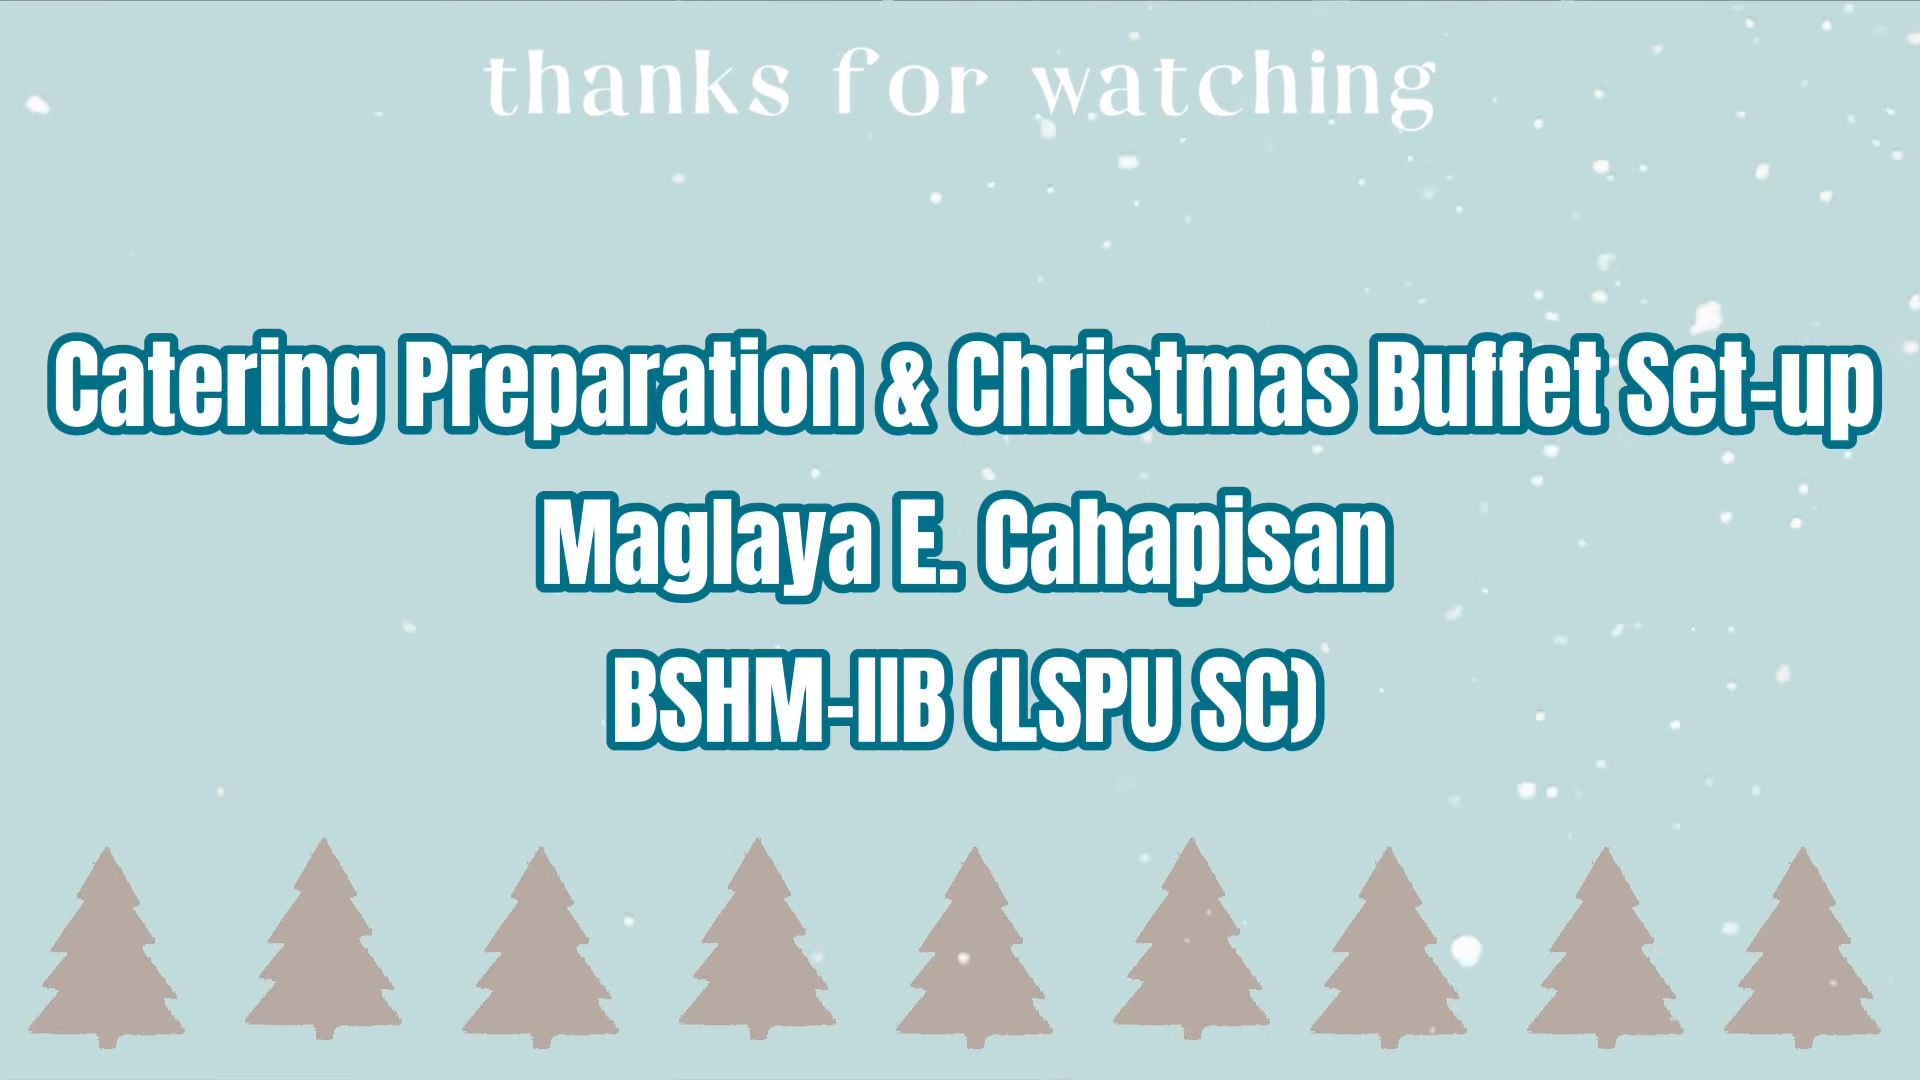 thanks for watching
Catering Preparation & Christmas Buffet Set-up
Maglaya E. Cahapisan
BSHM-IIB (LSPU SC)